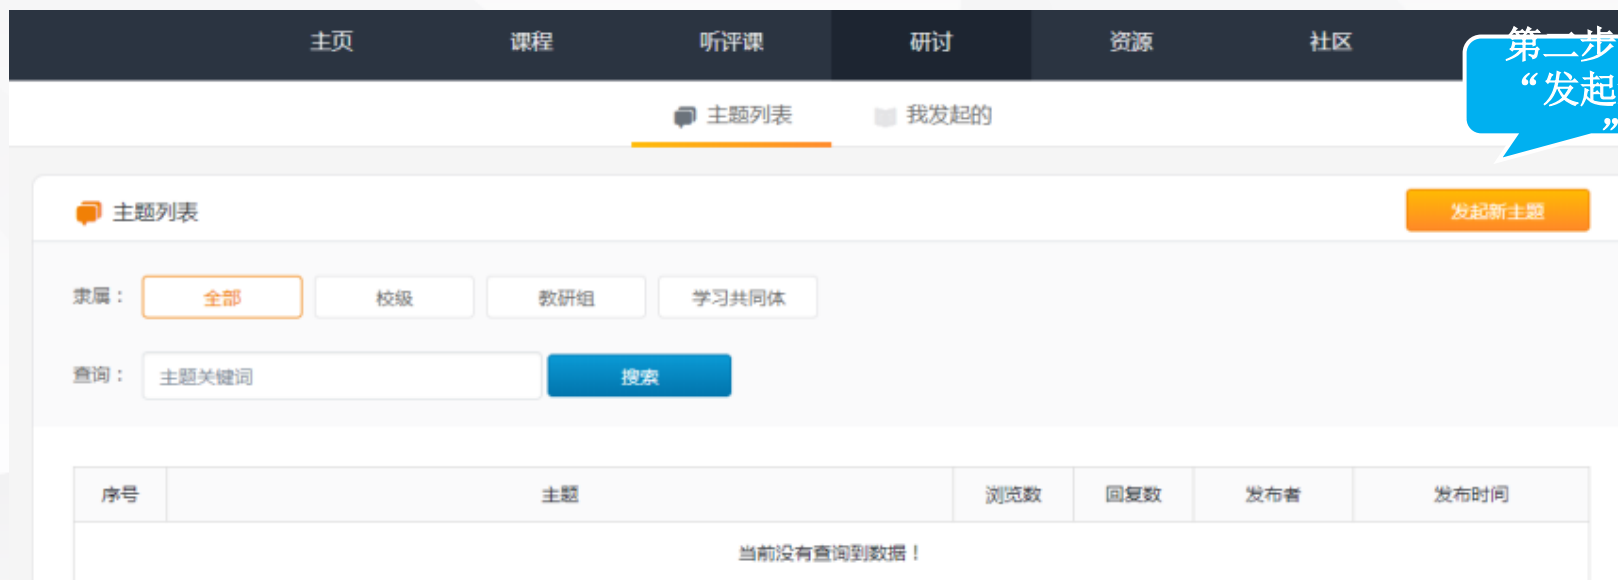 主页 课程 听评课 研讨 资源 社区
第二步
“发起
”
主题列表 我发起的
主题列表
发起新主题
隶属： 全部 校级 教研组 学习共同体
查询： 主题关键词 搜索
序号 主题 浏览数 回复数 发布者 发布时间
当前没有查询到数据！